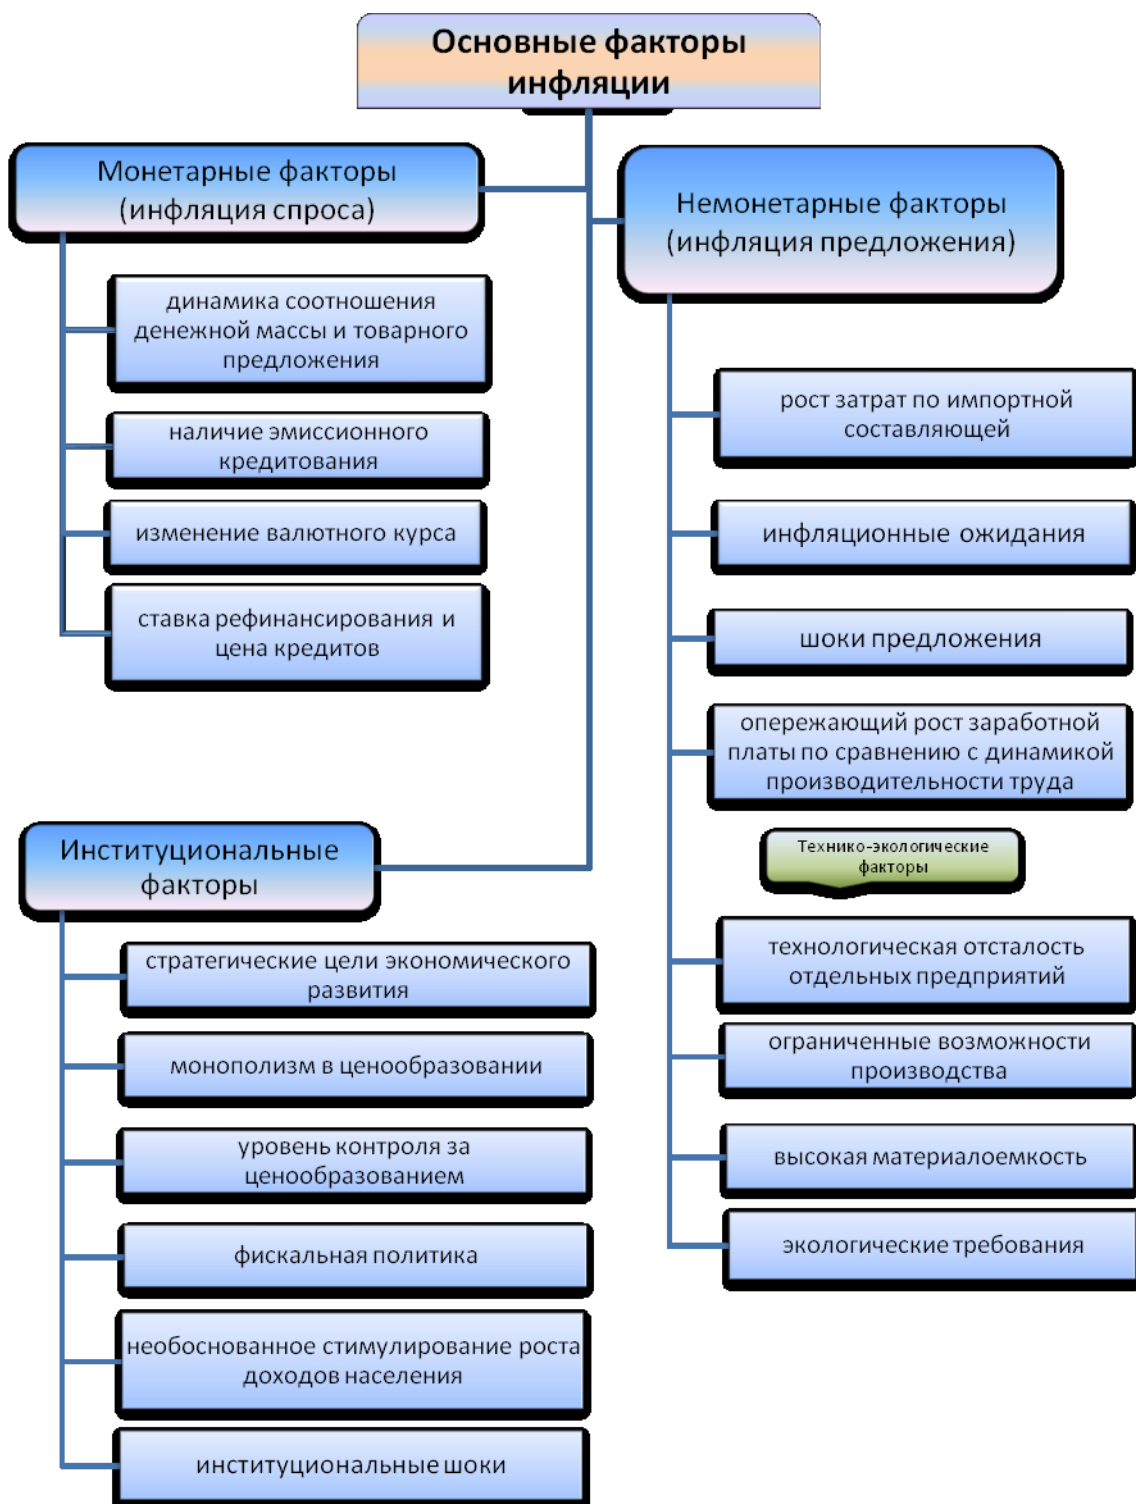 Основные факторы
инфляции
Монетарные факторы
(инфляция спроса)
динамика соотношения
денежной массы и товарного
предложения
наличие эмиссионного
кредитования
изменение валютного курса
ставка рефинансирования и
цена кредитов
Немонетарные факторы
(инфляция предложения)
рост затрат по импортной
составляющей
инфляционные ожидания
шоки предложения
опережающий рост заработной
платы по сравнению с динамикой
производительности труда
Технико-экологические
факторы
технологическая отсталость
отдельных предприятий
ограниченные возможности
производства
высокая материалоемкость
экологические требования
Институциональные
факторы
стратегические цели экономического
развития
монополизм в ценообразовании
уровень контроля за
ценообразованием
фискальная политика
необоснованное стимулирование роста
доходов населения
институциональные шоки